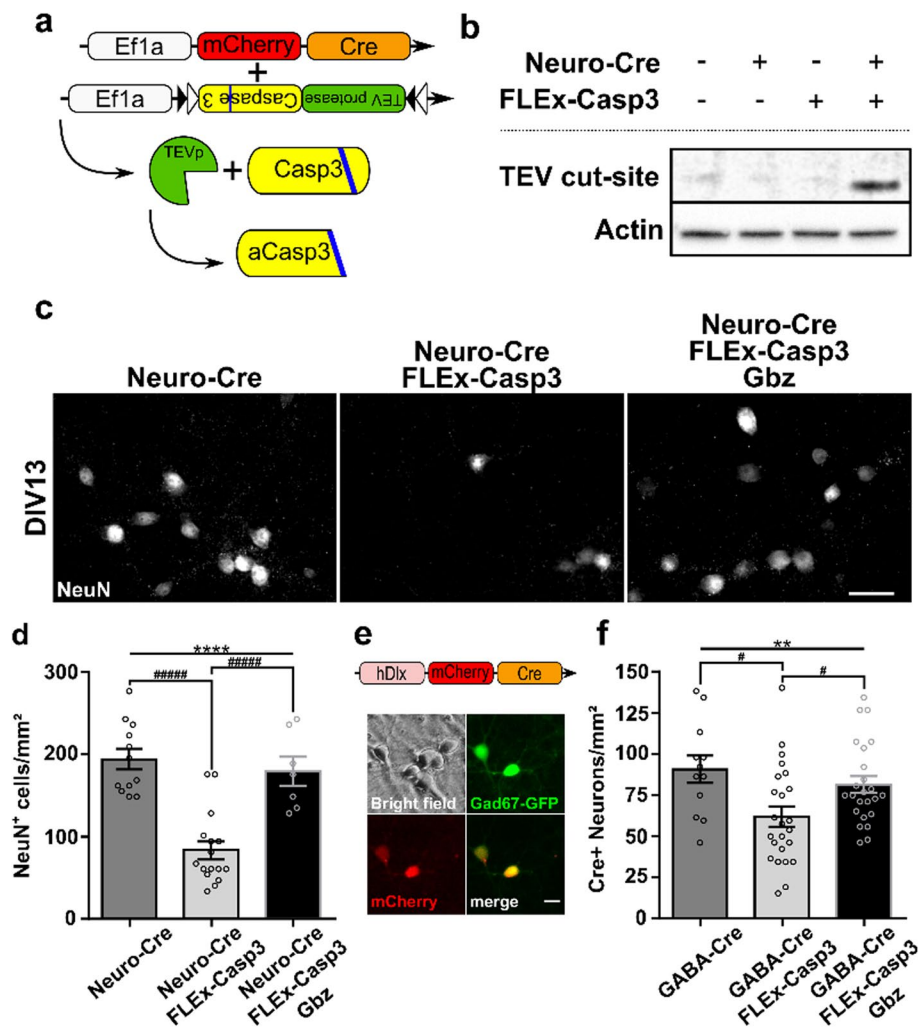 a
Ef1a mCherry Cre
+
Ef1a Caspase 3 TEV protease
TEVp + Casp3
aCasp3
b
Neuro-Cre - + - +
FLEx-Casp3 - - + +
TEV cut-site
Actin
c
Neuro-Cre
Neuro-Cre
FLEx-Casp3
Neuro-Cre
FLEx-Casp3
Gbz
DIV13
NeuN
d
****
##### #####
NeuN+ cells/mm²
300
200
100
0
Neuro-Cre
Neuro-Cre
FLEx-Casp3
Neuro-Cre
FLEx-Casp3
Gbz
e
hDlx mCherry Cre
Bright field
Gad67-GFP
mCherry
merge
f
**
# #
Cre+ Neurons/mm²
150
125
100
75
50
25
0
GABA-Cre
GABA-Cre
FLEx-Casp3
GABA-Cre
FLEx-Casp3
Gbz